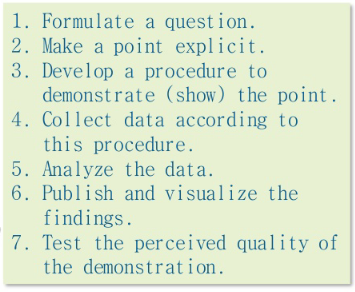 1. Formulate a question.
2. Make a point explicit.
3. Develop a procedure to
demonstrate (show) the point.
4. Collect data according to
this procedure.
5. Analyze the data.
6. Publish and visualize the
findings.
7. Test the perceived quality of
the demonstration.